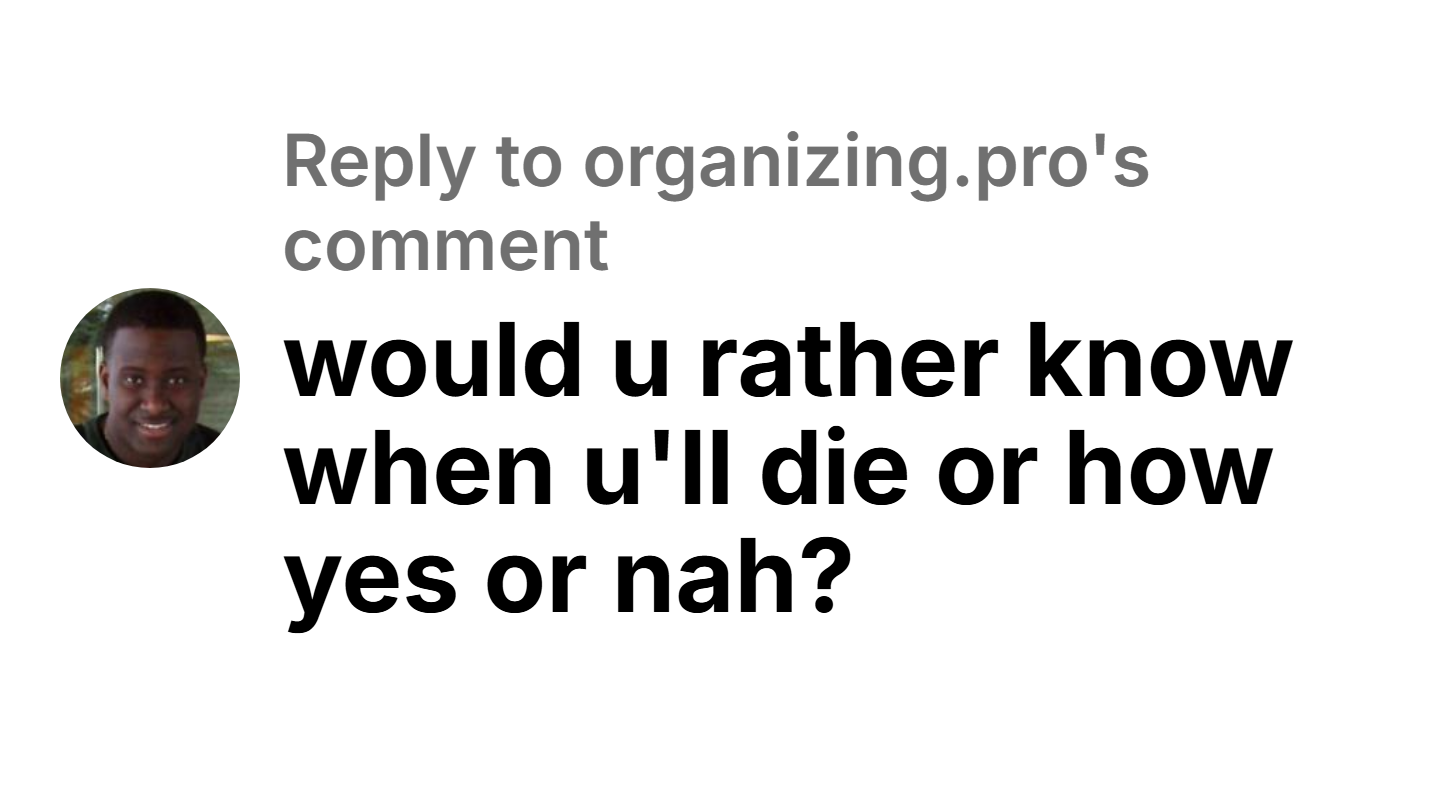 Reply to organizing.pro's
comment
would u rather know
when u'll die or how
yes or nah?